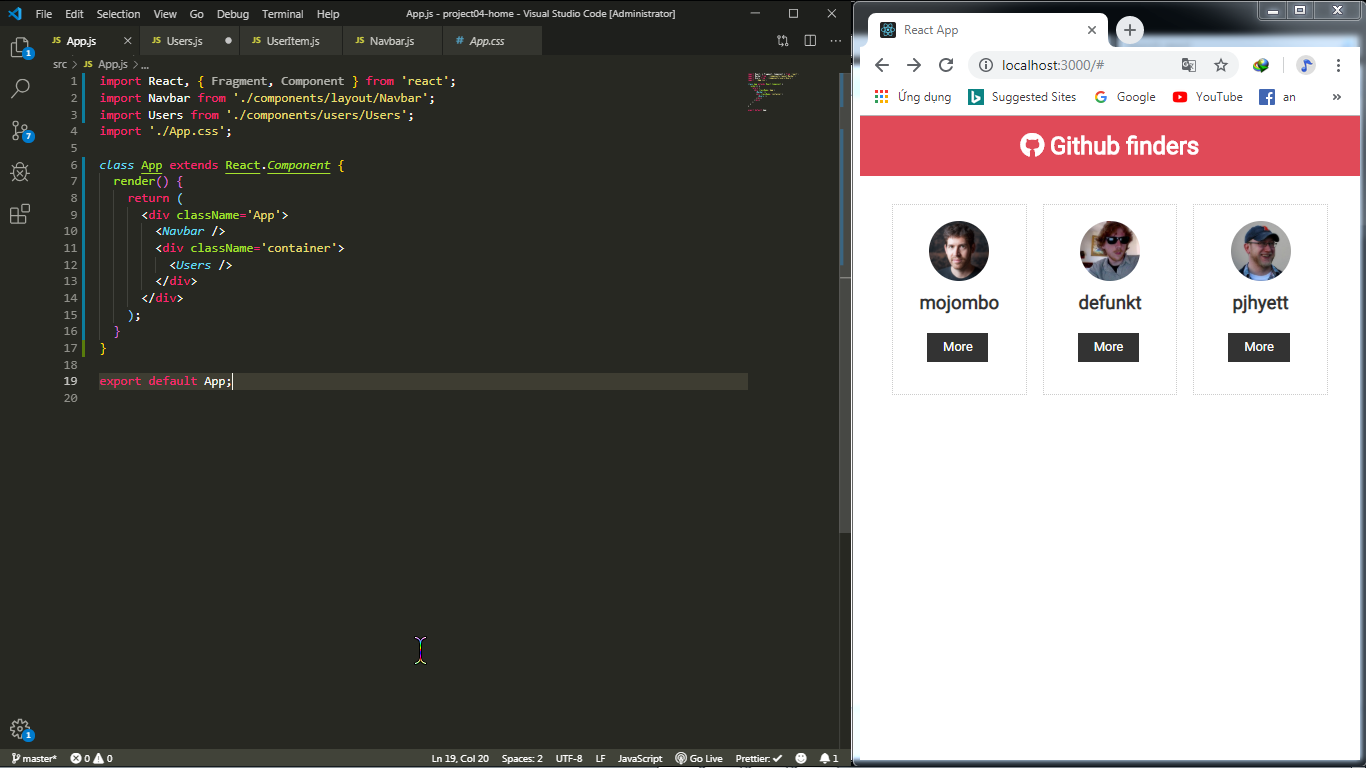 File Edit Selection View Go Debug Terminal Help App.js - project04-home - Visual Studio Code [Administrator]
JS App.js JS Users.js JS UserItem.js JS Navbar.js # App.css
src > JS App.js > ...
1 import React, { Fragment, Component } from 'react';
2 import Navbar from './components/layout/Navbar';
3 import Users from './components/users/Users';
4 import './App.css';
5
6 class App extends React.Component {
7 render() {
8 return (
9 <div className='App'>
10 <Navbar />
11 <div className='container'>
12 <Users />
13 </div>
14 </div>
15 );
16 }
17 }
18
19 export default App;
20
1
7
1
master* 0 0 Ln 19, Col 20 Spaces: 2 UTF-8 LF JavaScript Go Live Prettier: ✓ 1
React App
localhost:3000/#
Ứng dụng Suggested Sites Google YouTube an »
Github finders
mojombo defunkt pjhyett
More More More